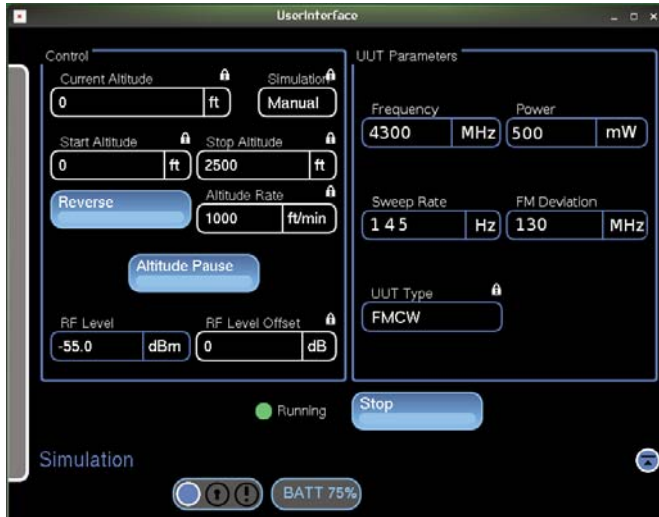 UserInterface
Control
Current Altitude
Simulation
0 ft
Manual
Start Altitude
Stop Altitude
0 ft
2500 ft
Reverse
Altitude Rate
1000 ft/min
Altitude Pause
RF Level
RF Level Offset
-55.0 dBm
0 dB
UUT Parameters
Frequency
Power
4300 MHz
500 mW
Sweep Rate
FM Deviation
1 4 5 Hz
130 MHz
UUT Type
FMCW
Running
Stop
Simulation
BATT 75%